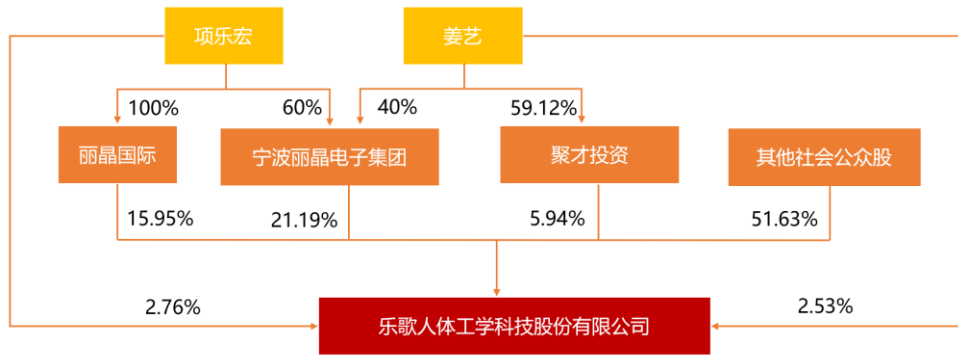 项乐宏
姜艺
100%
60%
40%
59.12%
丽晶国际
宁波丽晶电子集团
聚才投资
其他社会公众股
15.95%
21.19%
5.94%
51.63%
2.76%
2.53%
乐歌人体工学科技股份有限公司